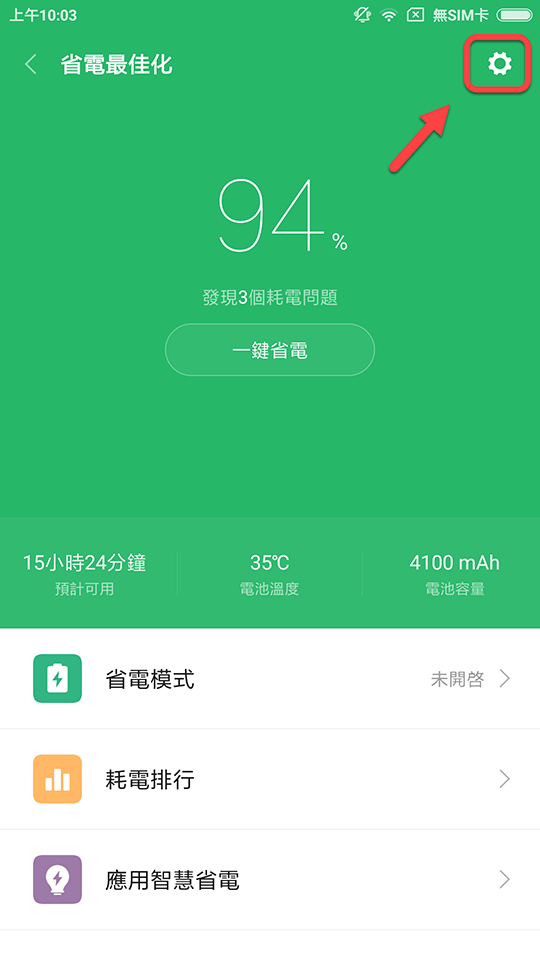 上午10:03
無SIM卡
省電最佳化
94%
發現3個耗電問題
一鍵省電
15小時24分鐘
35℃
4100 mAh
預計可用
電池溫度
電池容量
省電模式
未開啓
耗電排行
應用智慧省電